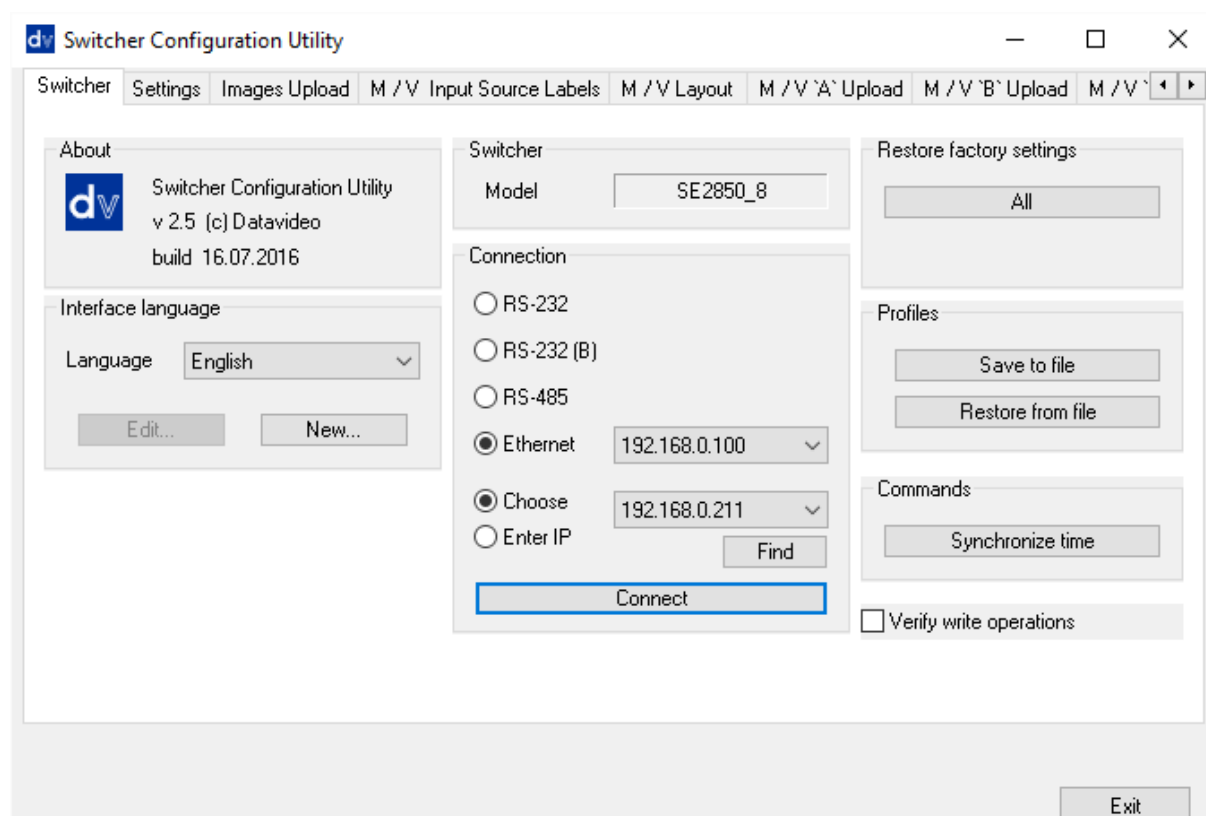 dv Switcher Configuration Utility
Switcher Settings Images Upload M / V Input Source Labels M / V Layout M / V `A` Upload M / V `B` Upload M / V `
About
dv
Switcher Configuration Utility
v 2.5 (c) Datavideo
build 16.07.2016
Interface language
Language English
Edit... New...
Switcher
Model SE2850_8
Connection
RS-232
RS-232 (B)
RS-485
Ethernet 192.168.0.100
Choose 192.168.0.211
Enter IP
Find
Connect
Restore factory settings
All
Profiles
Save to file
Restore from file
Commands
Synchronize time
Verify write operations
Exit